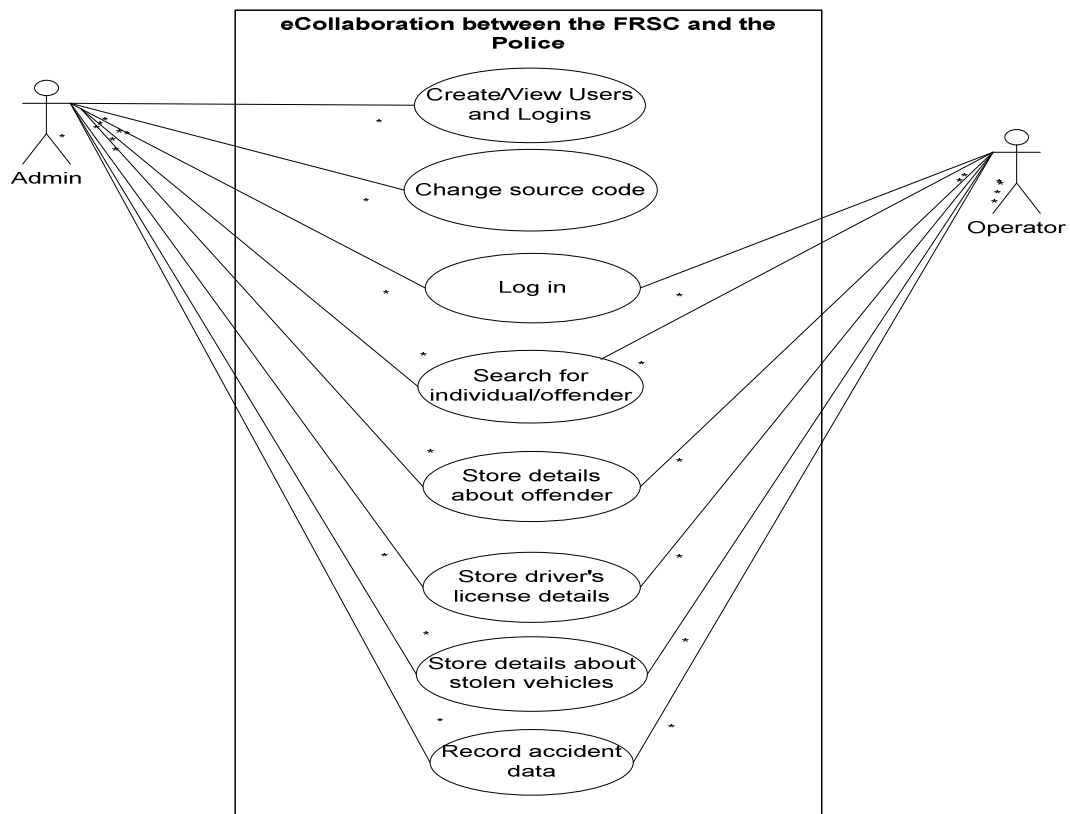 eCollaboration between the FRSC and the
Police
Create/View Users
and Logins
Admin
Change source code
Operator
Log in
Search for
individual/offender
Store details
about offender
Store driver's
license details
Store details about
stolen vehicles
Record accident
data